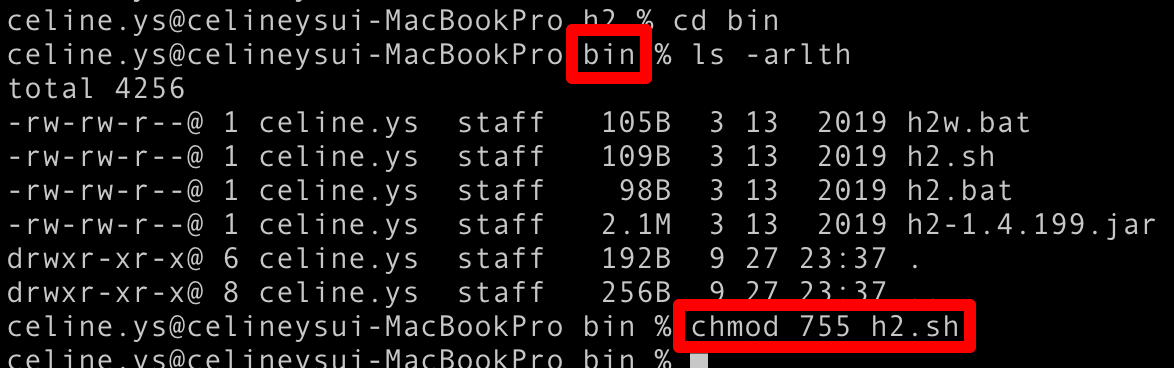 celine.ys@celineysui-MacBookPro h2 % cd bin
celine.ys@celineysui-MacBookPro bin % ls -arlth
total 4256
-rw-rw-r--@ 1 celine.ys  staff   105B  3 13  2019 h2w.bat
-rw-rw-r--@ 1 celine.ys  staff   109B  3 13  2019 h2.sh
-rw-rw-r--@ 1 celine.ys  staff    98B  3 13  2019 h2.bat
-rw-rw-r--@ 1 celine.ys  staff   2.1M  3 13  2019 h2-1.4.199.jar
drwxr-xr-x@ 6 celine.ys  staff   192B  9 27 23:37 .
drwxr-xr-x@ 8 celine.ys  staff   256B  9 27 23:37 ..
celine.ys@celineysui-MacBookPro bin % chmod 755 h2.sh
celine.ys@celineysui-MacBookPro bin %